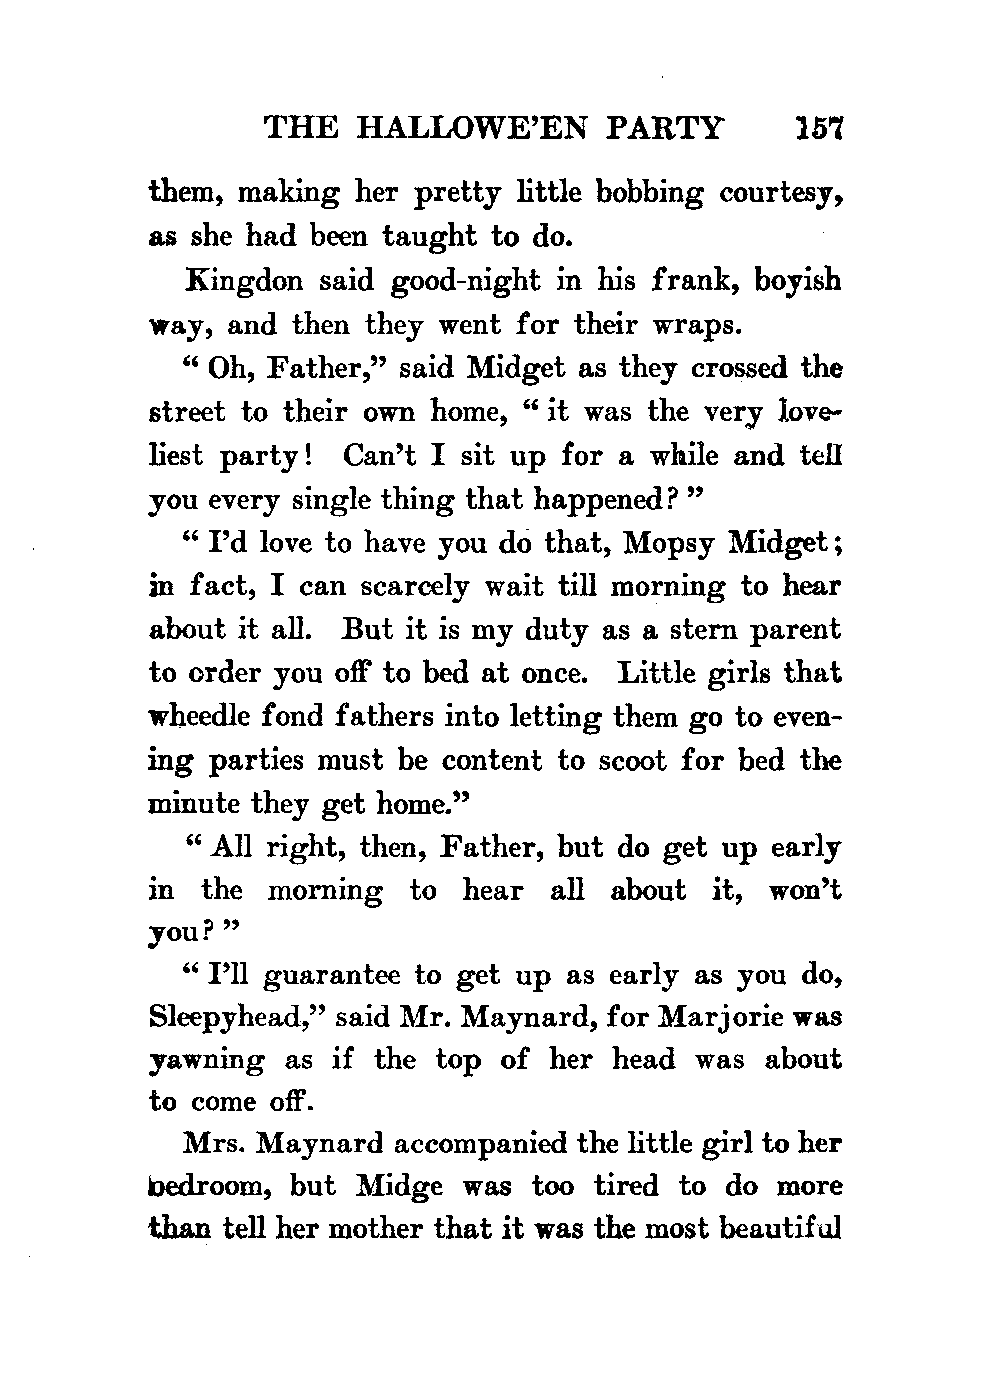 THE HALLOWE'EN PARTY 157
them, making her pretty little bobbing courtesy,
as she had been taught to do.
Kingdon said good-night in his frank, boyish
way, and then they went for their wraps.
“ Oh, Father,” said Midget as they crossed the
street to their own home, “ it was the very love-
liest party! Can't I sit up for a while and tell
you every single thing that happened? ”
“ I'd love to have you do that, Mopsy Midget;
in fact, I can scarcely wait till morning to hear
about it all. But it is my duty as a stern parent
to order you off to bed at once. Little girls that
wheedle fond fathers into letting them go to even-
ing parties must be content to scoot for bed the
minute they get home.”
“ All right, then, Father, but do get up early
in the morning to hear all about it, won't
you? ”
“ I'll guarantee to get up as early as you do,
Sleepyhead,” said Mr. Maynard, for Marjorie was
yawning as if the top of her head was about
to come off.
Mrs. Maynard accompanied the little girl to her
bedroom, but Midge was too tired to do more
than tell her mother that it was the most beautiful